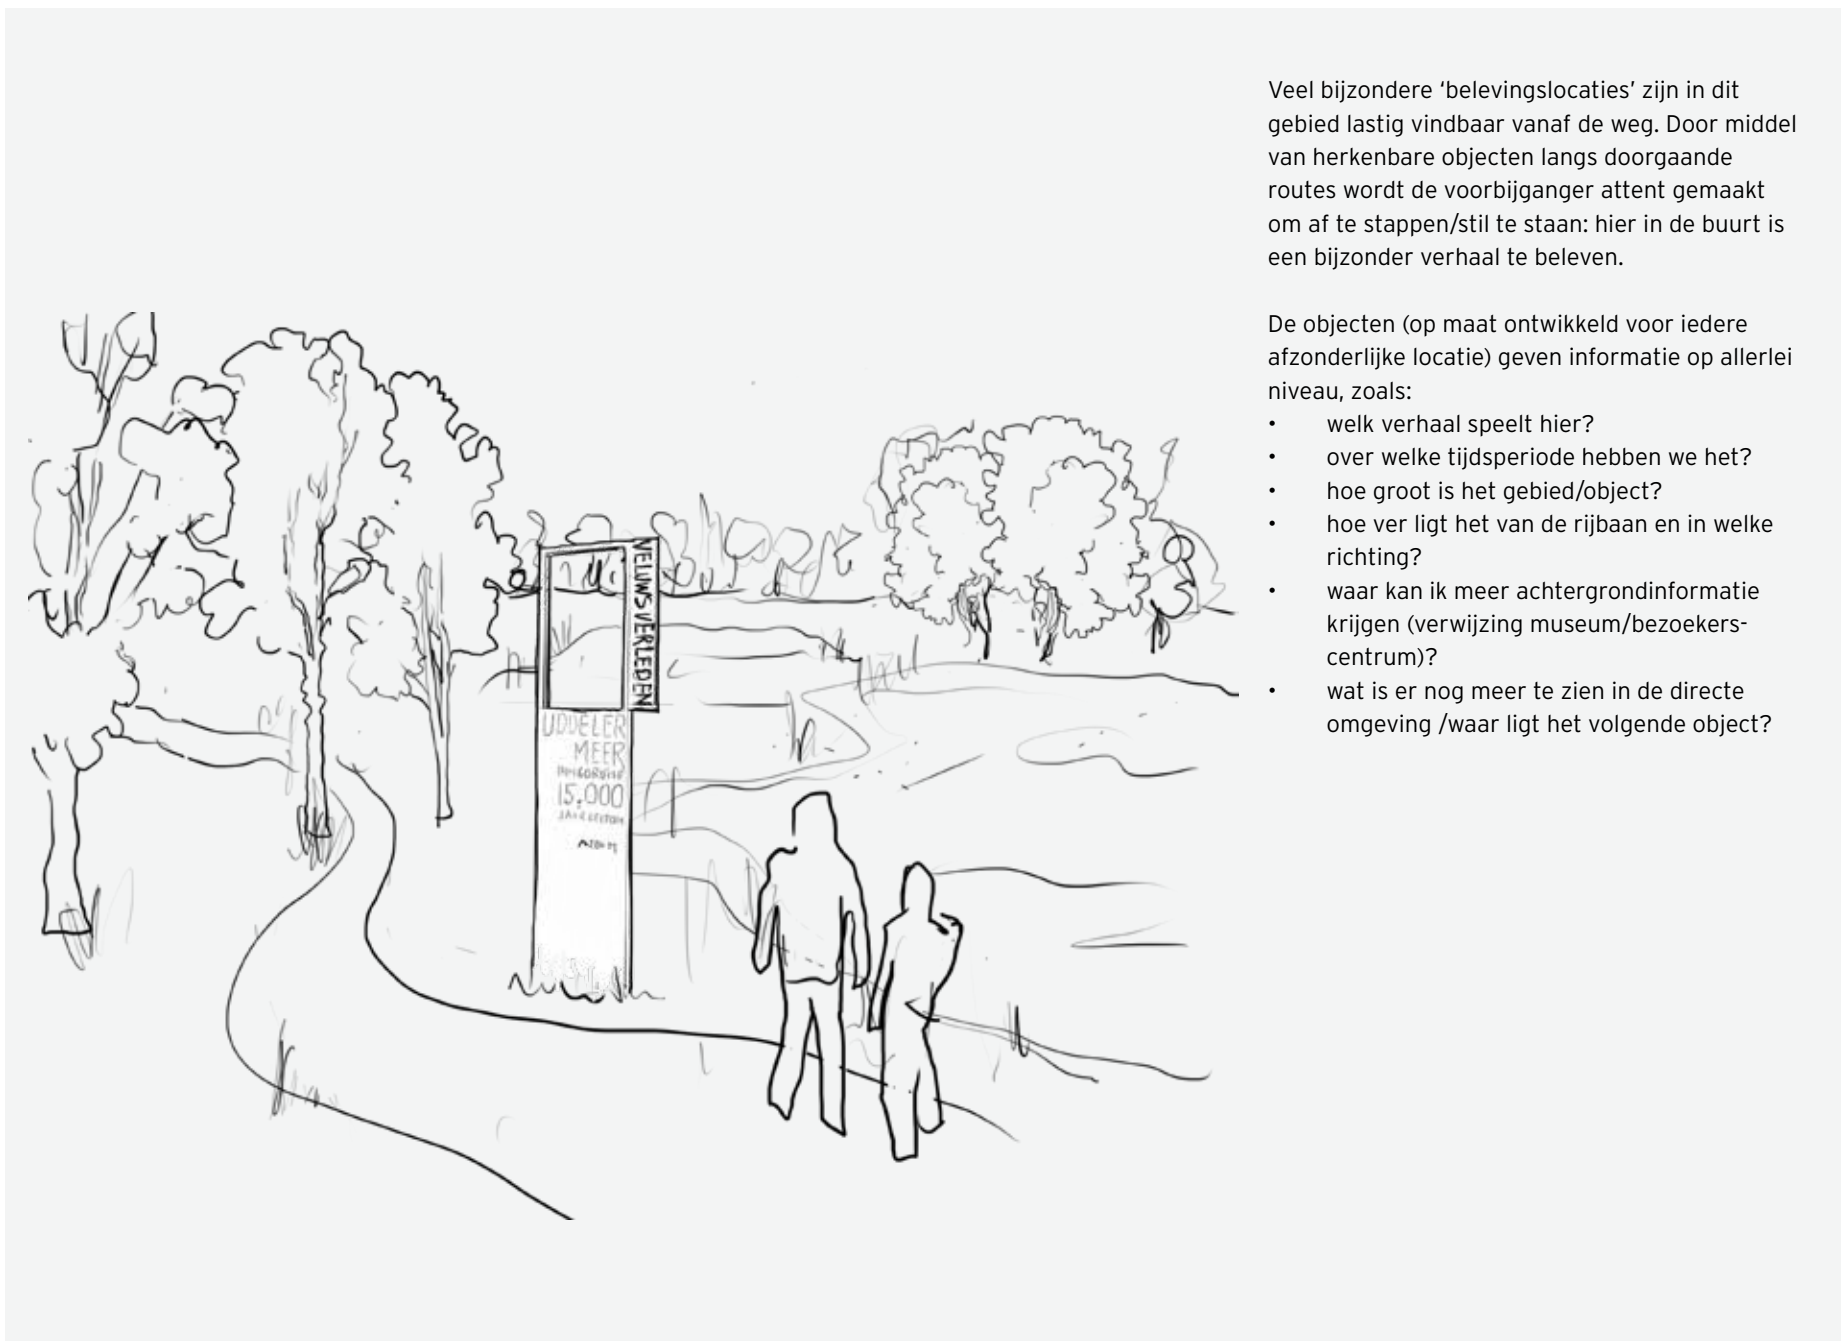 Veel bijzondere ‘belevingslocaties’ zijn in dit
gebied lastig vindbaar vanaf de weg. Door middel
van herkenbare objecten langs doorgaande
routes wordt de voorbijganger attent gemaakt
om af te stappen/stil te staan: hier in de buurt is
een bijzonder verhaal te beleven.

De objecten (op maat ontwikkeld voor iedere
afzonderlijke locatie) geven informatie op allerlei
niveau, zoals:
• welk verhaal speelt hier?
• over welke tijdsperiode hebben we het?
• hoe groot is het gebied/object?
• hoe ver ligt het van de rijbaan en in welke
richting?
• waar kan ik meer achtergrondinformatie
krijgen (verwijzing museum/bezoekers-
centrum)?
• wat is er nog meer te zien in de directe
omgeving /waar ligt het volgende object?
UDDELER
MEER
15.000